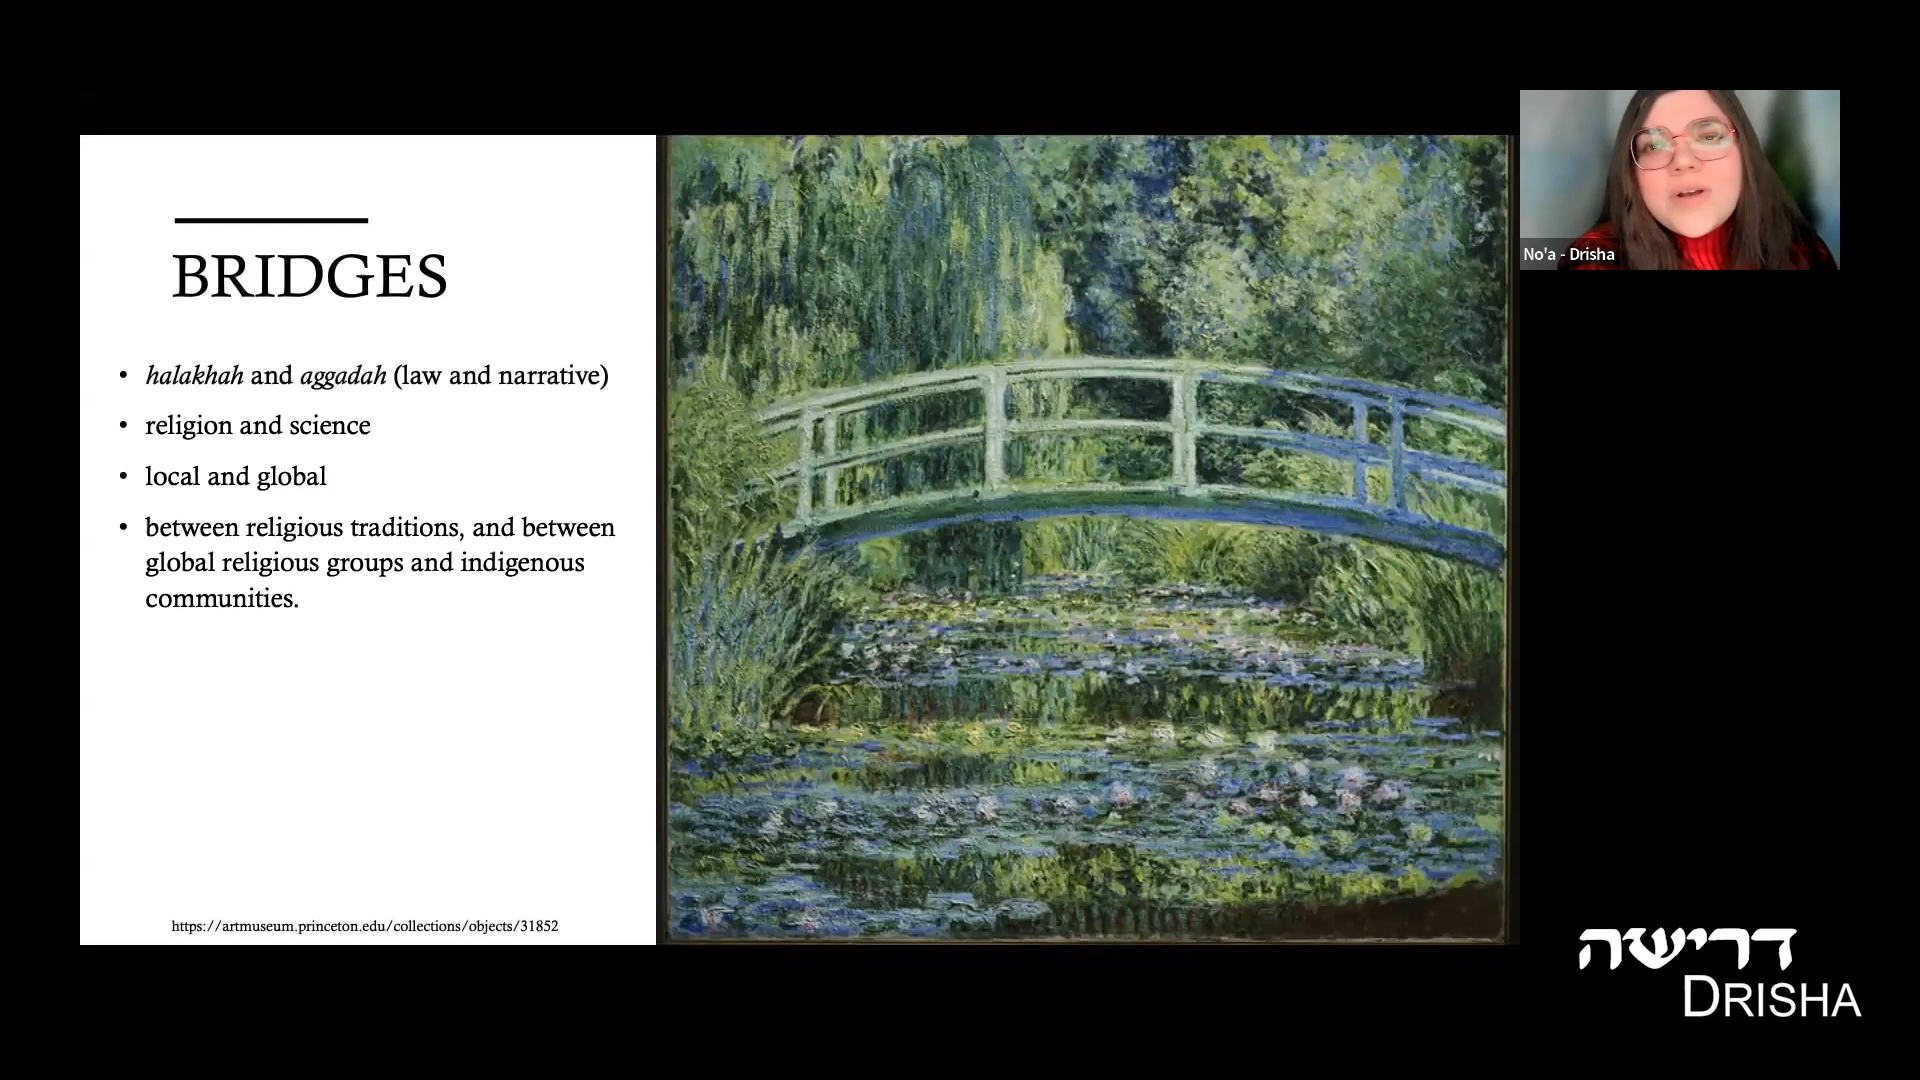 BRIDGES
• halakhah and aggadah (law and narrative)
• religion and science
• local and global
• between religious traditions, and between
global religious groups and indigenous
communities.
https://artmuseum.princeton.edu/collections/objects/31852
No'a - Drisha
דרישה
DRISHA